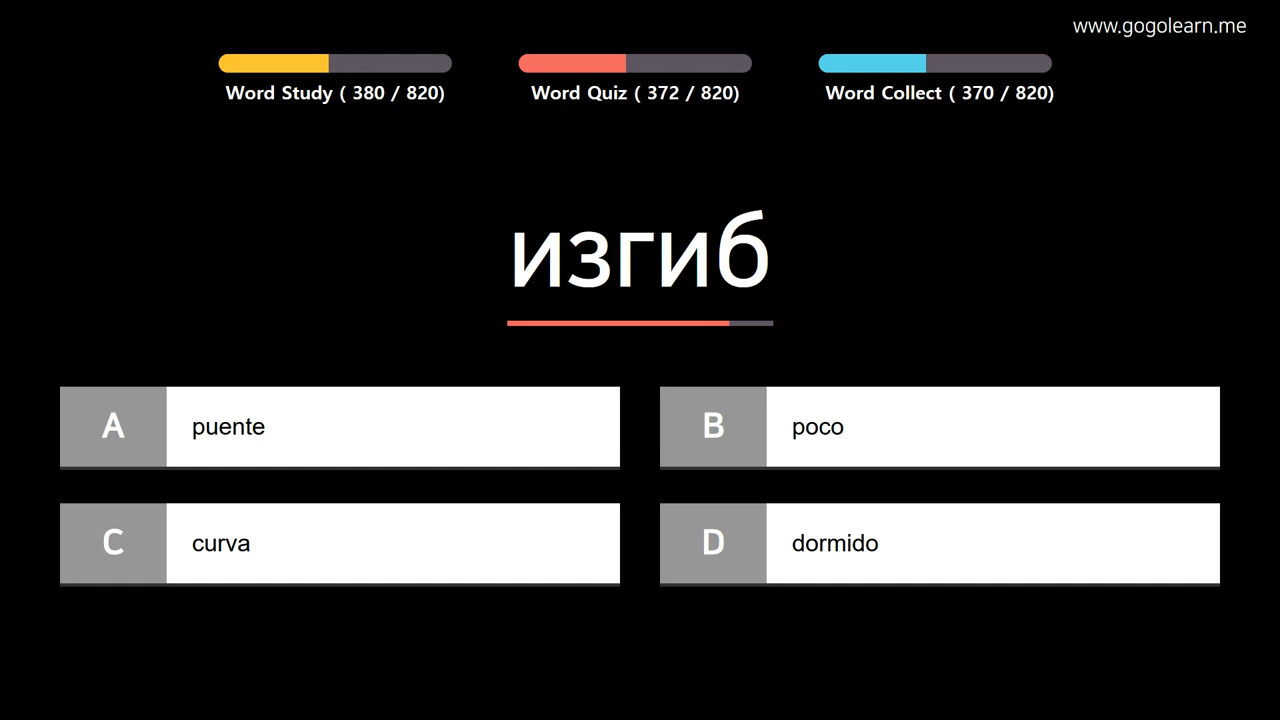 www.gogolearn.me
Word Study ( 380 / 820)
Word Quiz ( 372 / 820)
Word Collect ( 370 / 820)
изгиб
A puente
B poco
C curva
D dormido